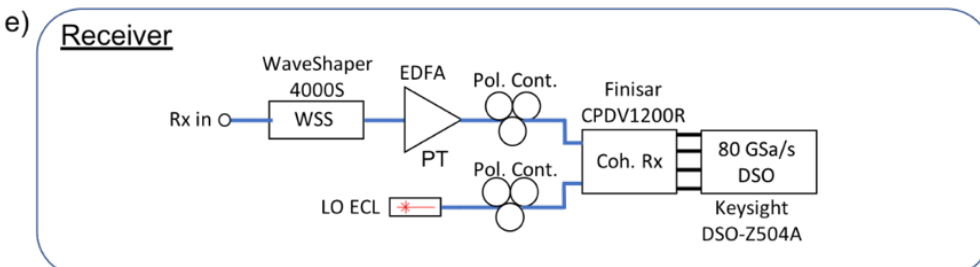 e)
Receiver
WaveShaper
4000S
WSS
Rx in
EDFA
PT
Pol. Cont.
Finisar
CPDV1200R
Coh. Rx
80 GSa/s
DSO
Keysight
DSO-Z504A
Pol. Cont.
LO ECL